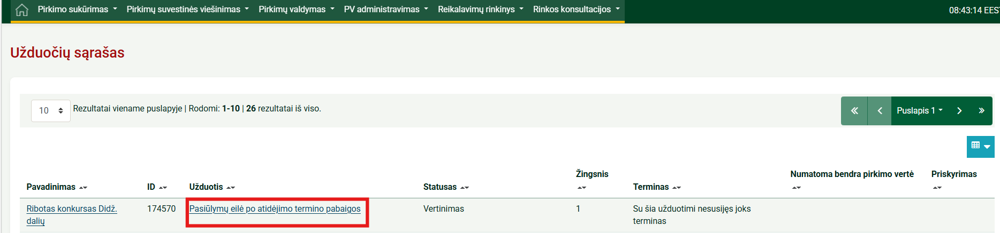 Pirkimo sukūrimas Pirkimų suvestinės viešinimas Pirkimų valdymas PV administravimas Reikalavimų rinkinys Rinkos konsultacijos 08:43:14 EEST
Užduočių sąrašas
10 Rezultatai viename puslapyje | Rodomi: 1-10 | 26 rezultatai iš viso. « ‹ Puslapis 1 › »
Pavadinimas ID Užduotis Statusas Žingsnis Terminas Numatoma bendra pirkimo vertė Priskyrimas
Ribotas konkursas Didž. 174570 Pasiūlymų eilė po atidėjimo termino pabaigos Vertinimas 1 Su šia užduotimi nesusijęs joks
dalių terminas